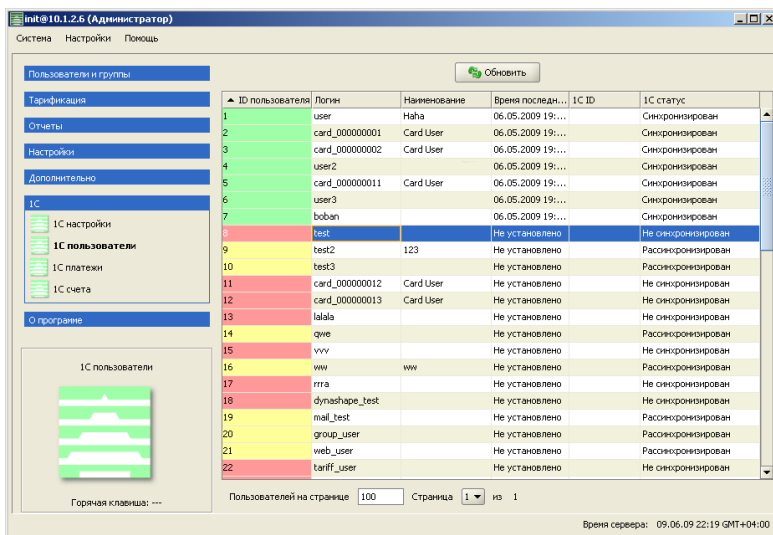 init@10.1.2.6 (Администратор)
Система Настройки Помощь
Пользователи и группы
Тарификация
Отчеты
Настройки
Дополнительно
1С
1С настройки
1С пользователи
1С платежи
1С счета
О програмие
1С пользователи
Горячая клавиша: ---
Обновить
ID пользователя Логин Наименование Время последн... 1С ID 1С статус
1 user Haha 06.05.2009 19:... Синхронизирован
2 card_000000001 Card User 06.05.2009 19:... Синхронизирован
3 card_000000002 Card User 06.05.2009 19:... Синхронизирован
4 user2 06.05.2009 19:... Синхронизирован
5 card_000000011 Card User 06.05.2009 19:... Синхронизирован
6 user3 06.05.2009 19:... Синхронизирован
7 boban 06.05.2009 19:... Синхронизирован
8 test Не установлено Не синхронизирован
9 test2 123 Не установлено Рассинхронизирован
10 test3 Не установлено Рассинхронизирован
11 card_000000012 Card User Не установлено Не синхронизирован
12 card_000000013 Card User Не установлено Не синхронизирован
13 lalala Не установлено Не синхронизирован
14 qwe Не установлено Рассинхронизирован
15 vvv Не установлено Не синхронизирован
16 ww ww Не установлено Рассинхронизирован
17 rrra Не установлено Не синхронизирован
18 dynashape_test Не установлено Не синхронизирован
19 mail_test Не установлено Рассинхронизирован
20 group_user Не установлено Рассинхронизирован
21 web_user Не установлено Рассинхронизирован
22 tariff_user Не установлено Не синхронизирован
Пользователей на странице 100 Страница 1 из 1
Время сервера: 09.06.09 22:19 GMT+04:00